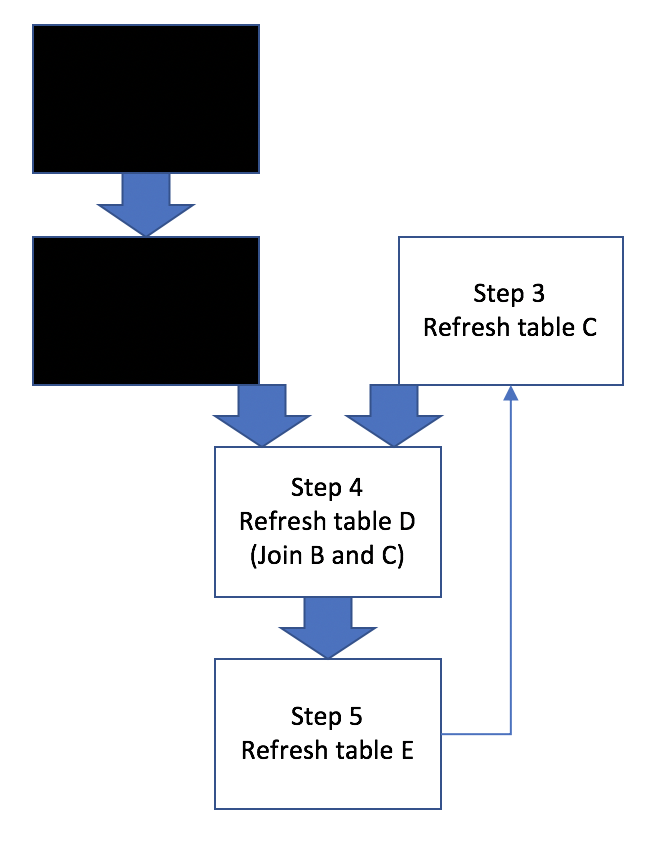 Step 3
Refresh table C
Step 4
Refresh table D
(Join B and C)
Step 5
Refresh table E